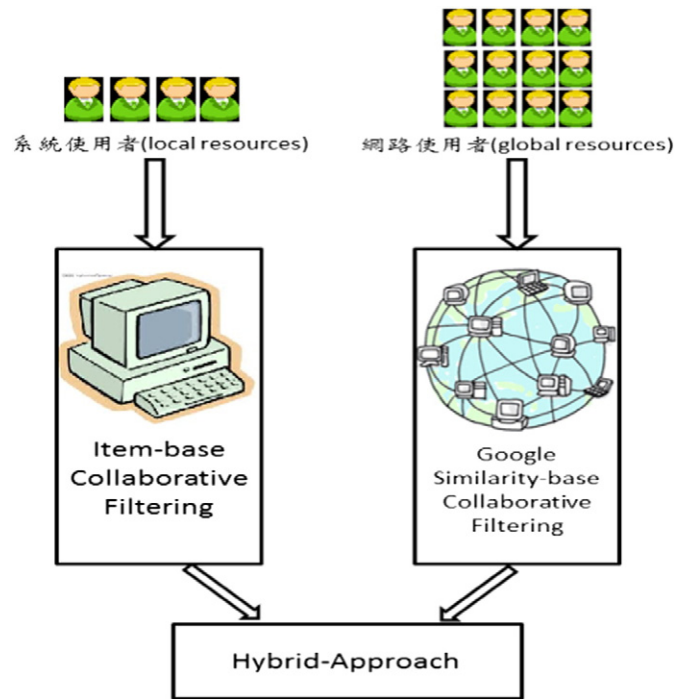 系統使用者(local resources)
網路使用者(global resources)
Item-base
Collaborative
Filtering
Google
Similarity-base
Collaborative
Filtering
Hybrid-Approach